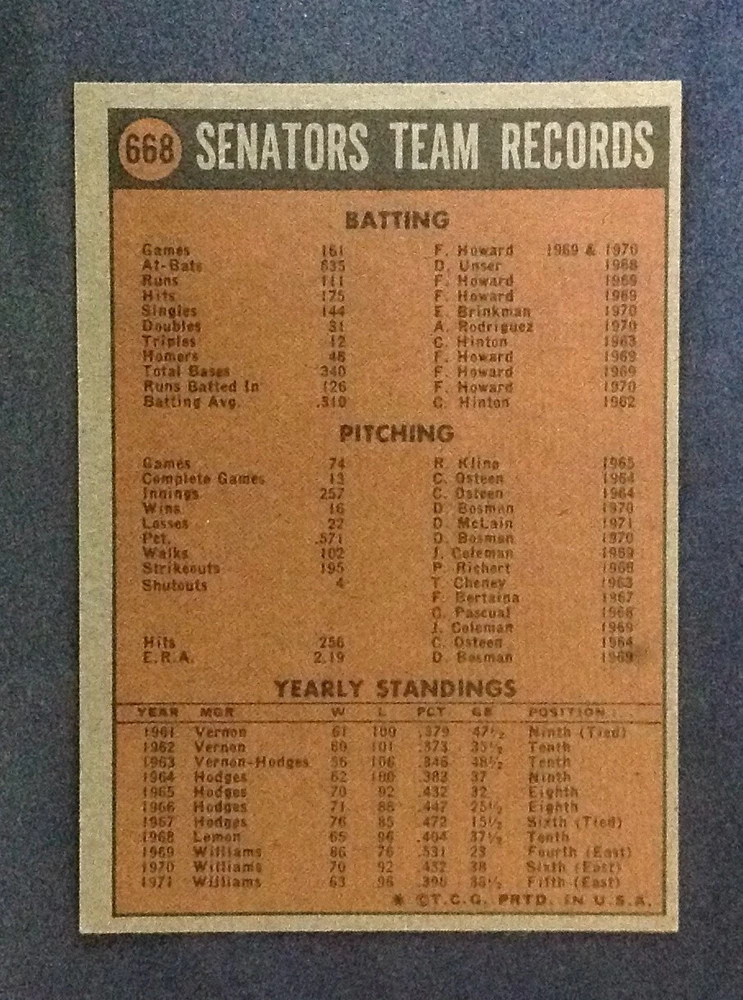 668 SENATORS TEAM RECORDS
BATTING
Games 161 F. Howard 1969 & 1970
At-Bats 635 D. Unser 1968
Runs 111 F. Howard 1969
Hits 175 F. Howard 1969
Singles 144 E. Brinkman 1970
Doubles 31 A. Rodriguez 1970
Triples 12 C. Hinton 1963
Homers 48 F. Howard 1969
Total Bases 340 F. Howard 1969
Runs Batted In 126 F. Howard 1970
Batting Avg. .310 C. Hinton 1962
PITCHING
Games 74 R. Kline 1965
Complete Games 13 C. Osteen 1964
Innings 257 C. Osteen 1964
Wins 16 D. Bosman 1970
Losses 22 D. McLain 1971
Pct. .571 D. Bosman 1970
Walks 102 J. Coleman 1969
Strikeouts 195 P. Richert 1966
Shutouts 4 T. Cheney 1963
F. Bertaina 1967
C. Pascual 1968
J. Coleman 1969
Hits 256 C. Osteen 1964
E.R.A. 2.19 D. Bosman 1969
YEARLY STANDINGS
YEAR MGR W L PCT GB POSITION
1961 Vernon 61 100 .379 47½ Ninth (Tied)
1962 Vernon 60 101 .373 35½ Tenth
1963 Vernon-Hodges 56 106 .346 48½ Tenth
1964 Hodges 62 100 .383 37 Ninth
1965 Hodges 70 92 .432 32 Eighth
1966 Hodges 71 88 .447 25½ Eighth
1967 Hodges 76 85 .472 15½ Sixth (Tied)
1968 Lemon 65 96 .404 37½ Tenth
1969 Williams 86 76 .531 23 Fourth (East)
1970 Williams 70 92 .432 38 Sixth (East)
1971 Williams 63 96 .396 38½ Fifth (East)
* ©T.C.G. PRTD. IN U.S.A.